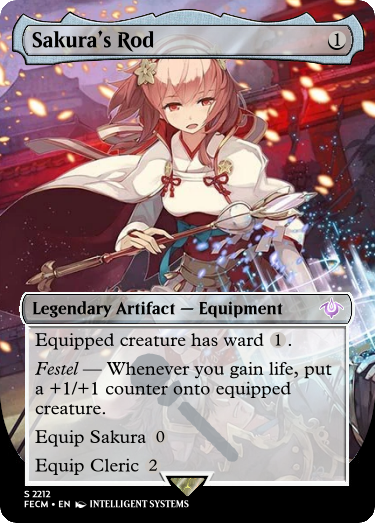 Sakura's Rod 1
Legendary Artifact — Equipment
Equipped creature has ward 1 .
Festel — Whenever you gain life, put
a +1/+1 counter onto equipped
creature.
Equip Sakura 0
Equip Cleric 2
S 2212
FECM • EN INTELLIGENT SYSTEMS